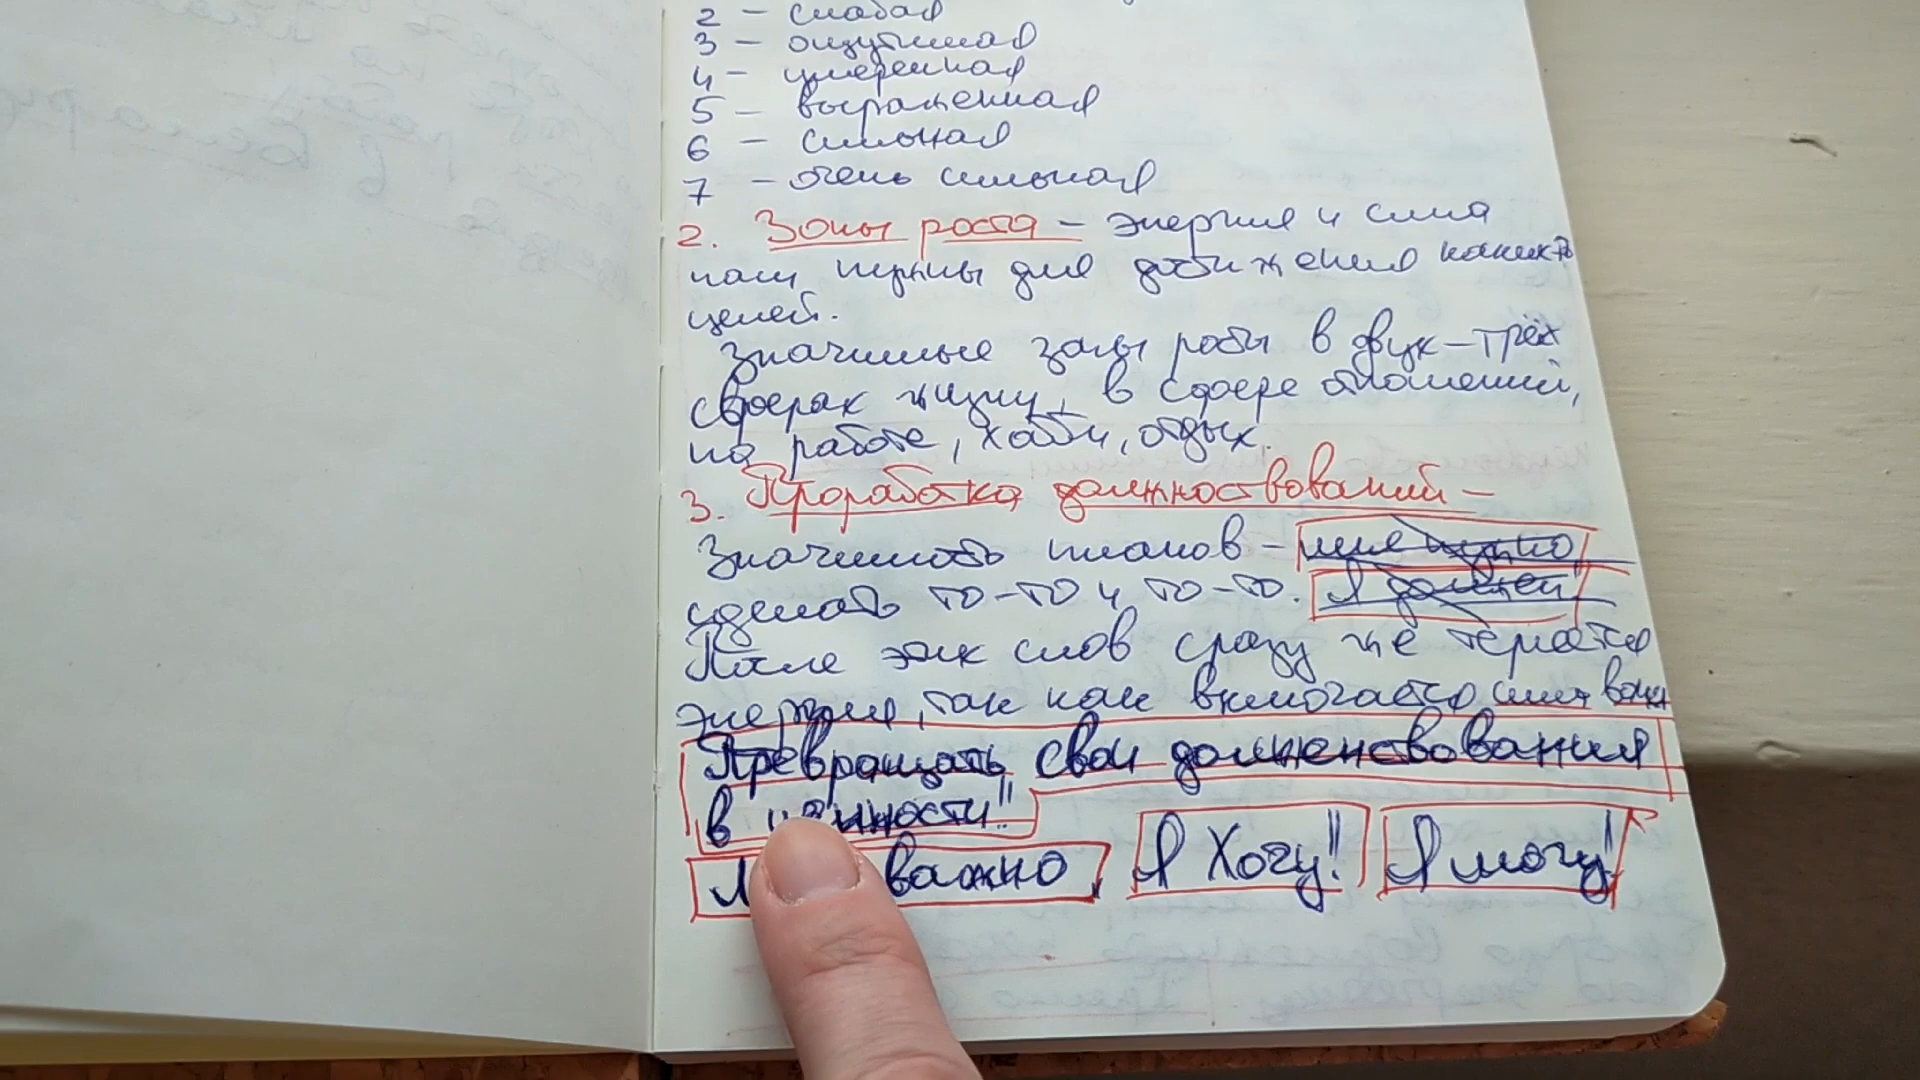 2 – слабая
3 – ощутимая
4 – умеренная
5 – выраженная
6 – сильная
7 – очень сильная
2. Зоны роста – энергия и сила
нам нужны для достижения каких-то
целей.
Значимые зоны роста в двух-трёх
сферах жизни, в сфере отношений,
на работе, хобби, отдых.
3. Проработка долженствований –
Значимость планов – мне нужно
сделать то-то и то-то. Я должен
После этих слов сразу же теряется
энергия, так как включается
Превращать свои долженствования
в ценности!!
важно, Я Хочу!! Я могу!